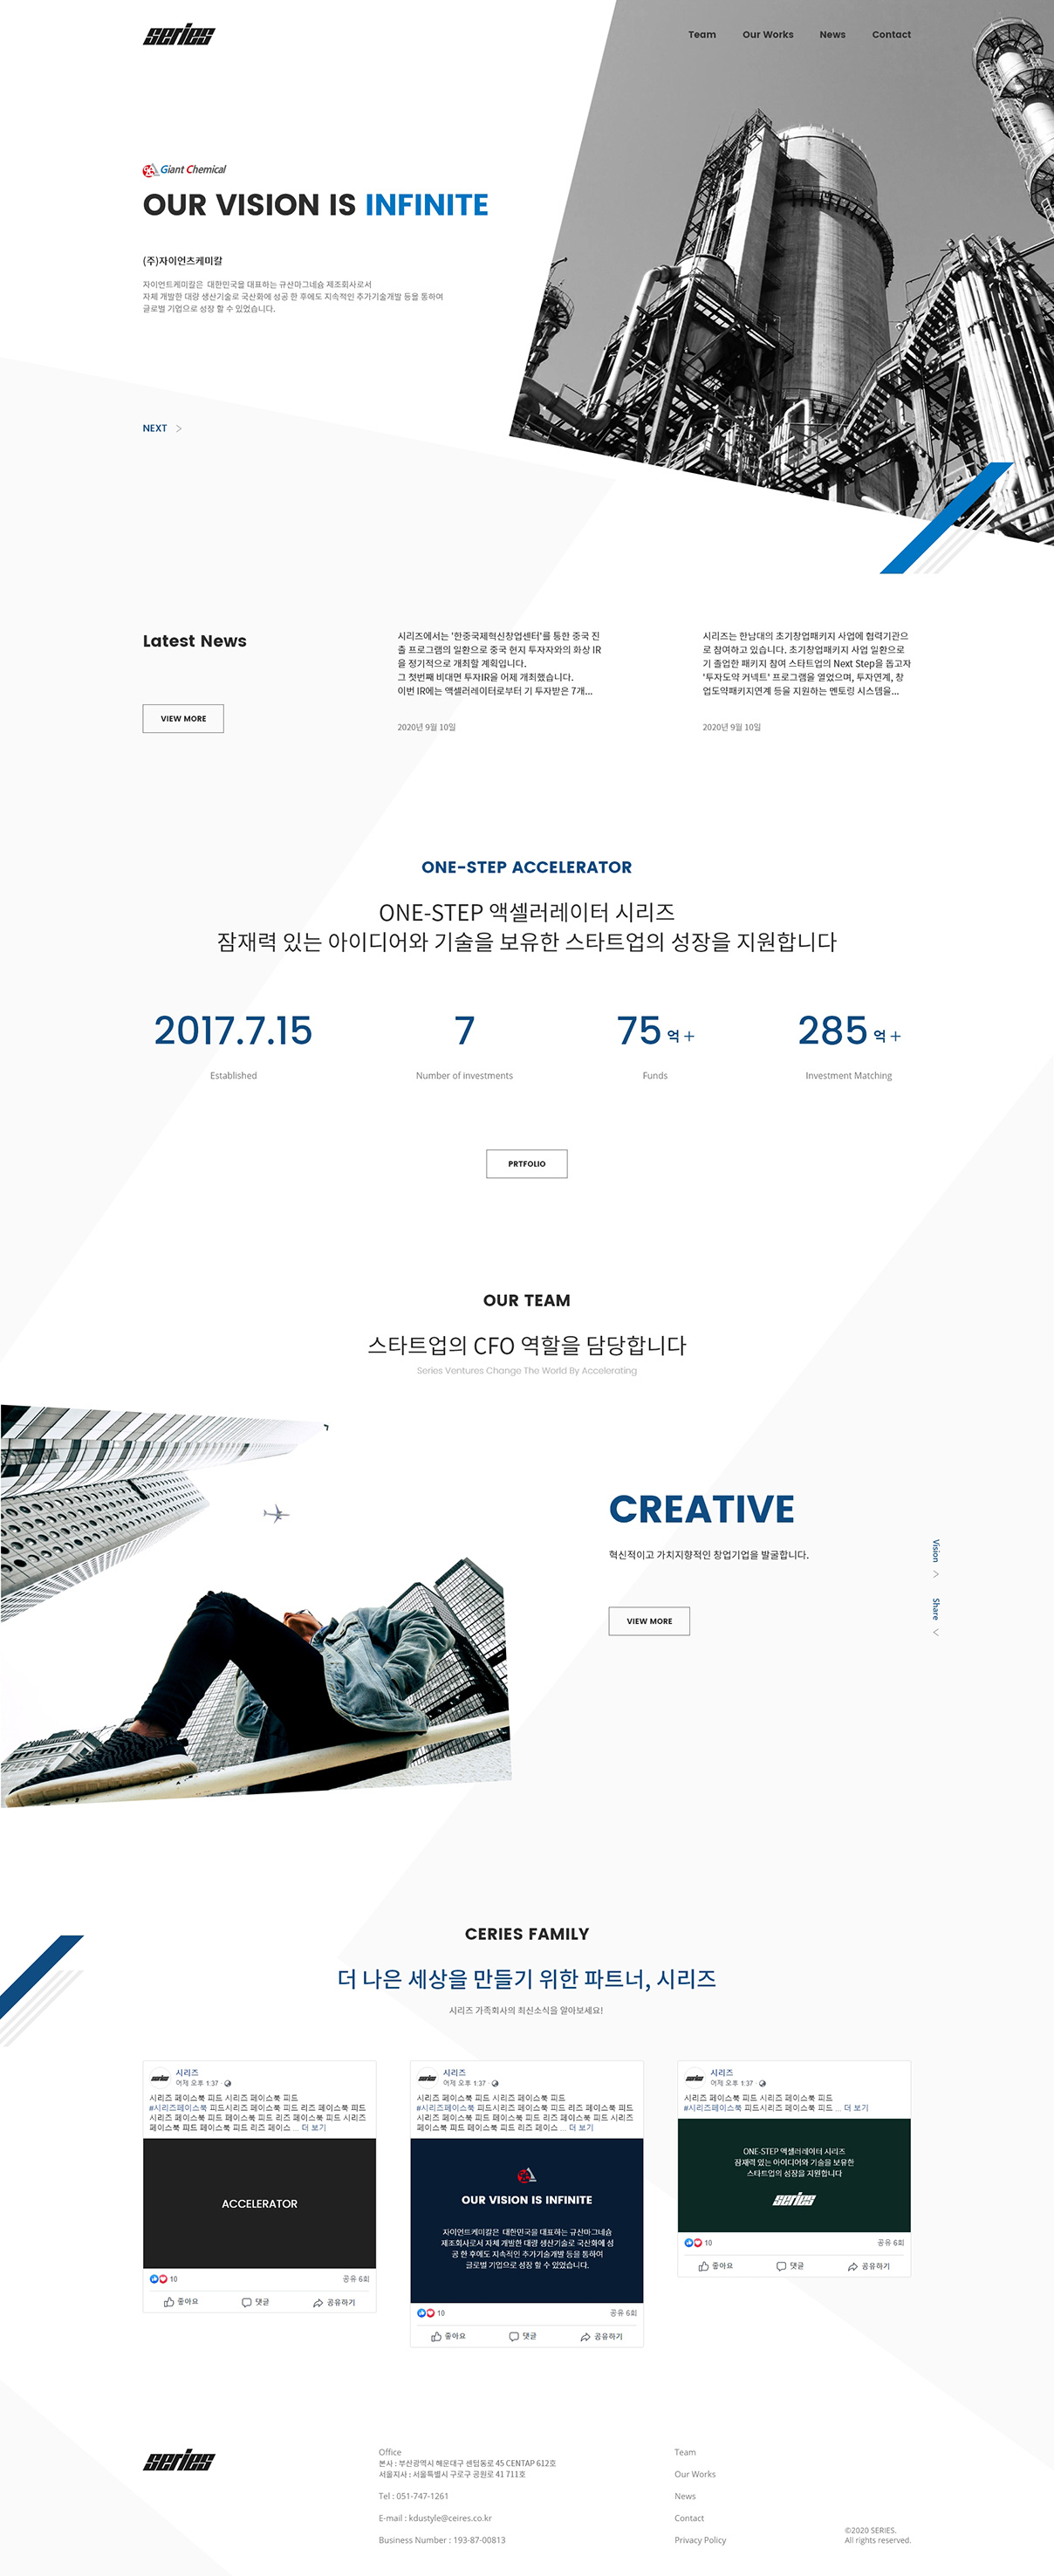 series
Team Our Works News Contact
Giant Chemical
OUR VISION IS INFINITE
(주)자이언츠케미칼
자이언트케미칼은 대한민국을 대표하는 규산마그네슘 제조회사로서
자체 개발한 대량 생산기술로 국산화에 성공 한 후에도 지속적인 추가기술개발 등을 통하여
글로벌 기업으로 성장 할 수 있었습니다.
NEXT >
Latest News
VIEW MORE
시리즈에서는 '한중국제혁신창업센터'를 통한 중국 진
출 프로그램의 일환으로 중국 현지 투자자와의 화상 IR
을 정기적으로 개최할 계획입니다.
그 첫번째 비대면 투자IR을 어제 개최했습니다.
이번 IR에는 액셀러레이터로부터 기 투자받은 7개...
2020년 9월 10일
시리즈는 한남대의 초기창업패키지 사업에 협력기관으
로 참여하고 있습니다. 초기창업패키지 사업 일환으로
기 졸업한 패키지 참여 스타트업의 Next Step을 돕고자
'투자도약 커넥트' 프로그램을 열었으며, 투자연계, 창
업도약패키지연계 등을 지원하는 멘토링 시스템을...
2020년 9월 10일
ONE-STEP ACCELERATOR
ONE-STEP 액셀러레이터 시리즈
잠재력 있는 아이디어와 기술을 보유한 스타트업의 성장을 지원합니다
2017.7.15
Established
7
Number of investments
75 억 +
Funds
285 억 +
Investment Matching
PRTFOLIO
OUR TEAM
스타트업의 CFO 역할을 담당합니다
Series Ventures Change The World By Accelerating
CREATIVE
혁신적이고 가치지향적인 창업기업을 발굴합니다.
VIEW MORE
Vision >
Share <
CERIES FAMILY
더 나은 세상을 만들기 위한 파트너, 시리즈
시리즈 가족회사의 최신소식을 알아보세요!
series
시리즈
어제 오후 1:37 ·
시리즈 페이스북 피드 시리즈 페이스북 피드
#시리즈페이스북 피드시리즈 페이스북 피드 리즈 페이스북 피드
시리즈 페이스북 피드 페이스북 피드 리즈 페이스북 피드 시리즈
페이스북 피드 페이스북 피드 리즈 페이스 ... 더 보기
ACCELERATOR
10 공유 6회
좋아요 댓글 공유하기
series
시리즈
어제 오후 1:37 ·
시리즈 페이스북 피드 시리즈 페이스북 피드
#시리즈페이스북 피드시리즈 페이스북 피드 리즈 페이스북 피드
시리즈 페이스북 피드 페이스북 피드 리즈 페이스북 피드 시리즈
페이스북 피드 페이스북 피드 리즈 페이스 ... 더 보기
OUR VISION IS INFINITE
자이언트케미칼은 대한민국을 대표하는 규산마그네슘
제조회사로서 자체 개발한 대량 생산기술로 국산화에 성
공 한 후에도 지속적인 추가기술개발 등을 통하여
글로벌 기업으로 성장 할 수 있었습니다.
10 공유 6회
좋아요 댓글 공유하기
series
시리즈
어제 오후 1:37 ·
시리즈 페이스북 피드 시리즈 페이스북 피드
#시리즈페이스북 피드시리즈 페이스북 피드 ... 더 보기
ONE-STEP 액셀러레이터 시리즈
잠재력 있는 아이디어와 기술을 보유한
스타트업의 성장을 지원합니다
series
10 공유 6회
좋아요 댓글 공유하기
series
Office
본사 : 부산광역시 해운대구 센텀동로 45 CENTAP 612호
서울지사 : 서울특별시 구로구 공원로 41 711호
Tel : 051-747-1261
E-mail : kdustyle@ceires.co.kr
Business Number : 193-87-00813
Team
Our Works
News
Contact
Privacy Policy
©2020 SERIES.
All rights reserved.